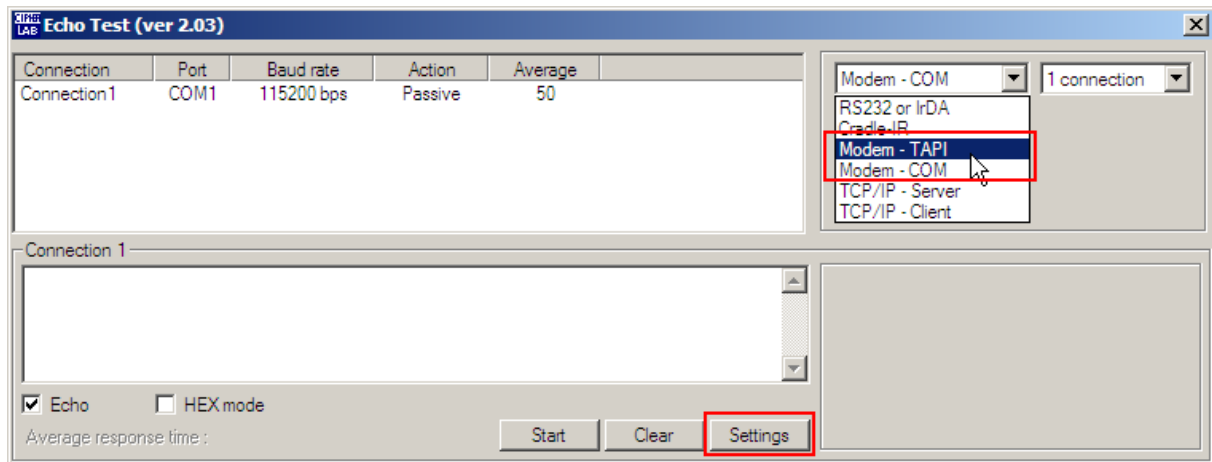 CIPHER LAB Echo Test (ver 2.03)
Connection Port Baud rate Action Average
Connection1 COM1 115200 bps Passive 50
Modem - COM 1 connection
RS232 or IrDA
Cradle-IR
Modem - TAPI
Modem - COM
TCP/IP - Server
TCP/IP - Client
Connection 1
Echo HEX mode
Average response time :
Start Clear Settings